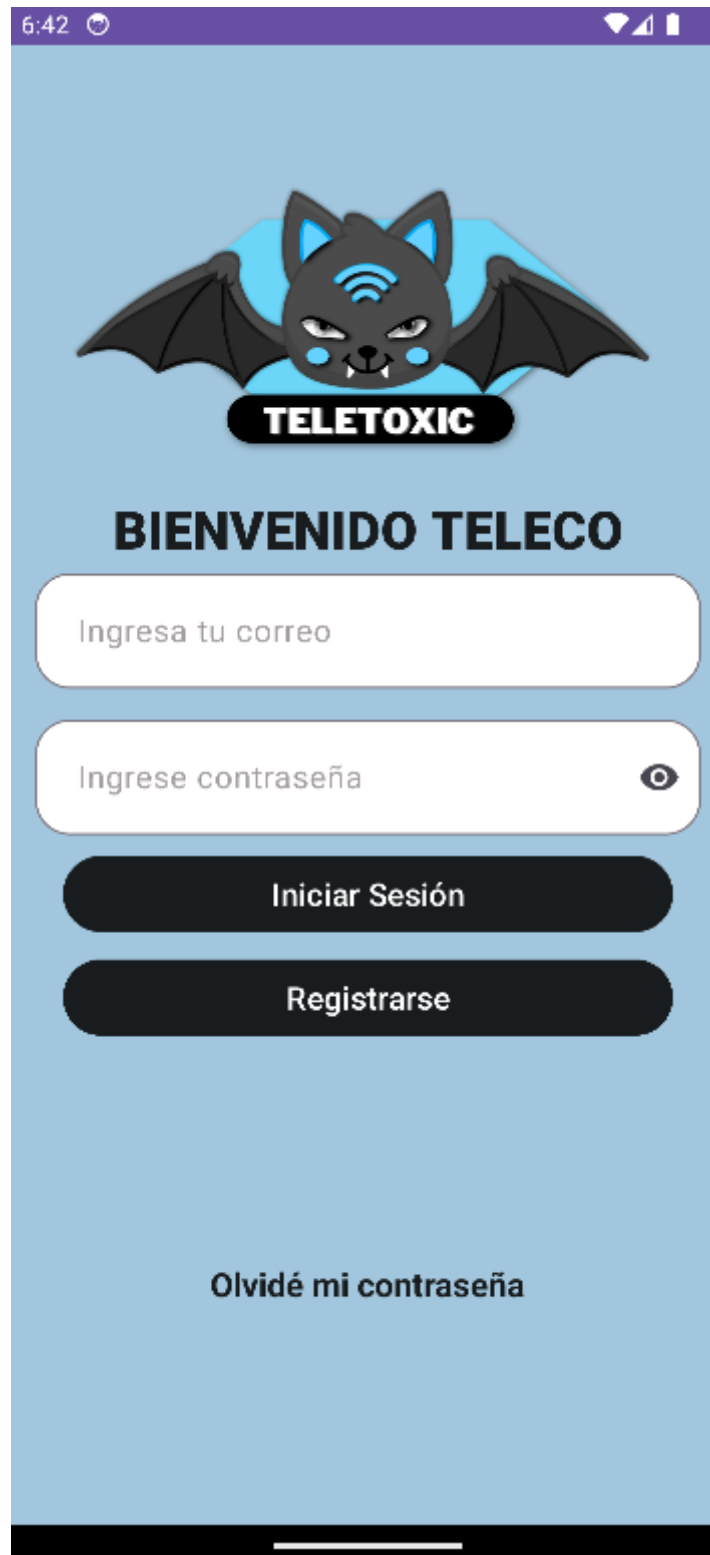 6:42
TELETOXIC
BIENVENIDO TELECO
Ingresa tu correo
Ingrese contraseña
Iniciar Sesión
Registrarse
Olvidé mi contraseña